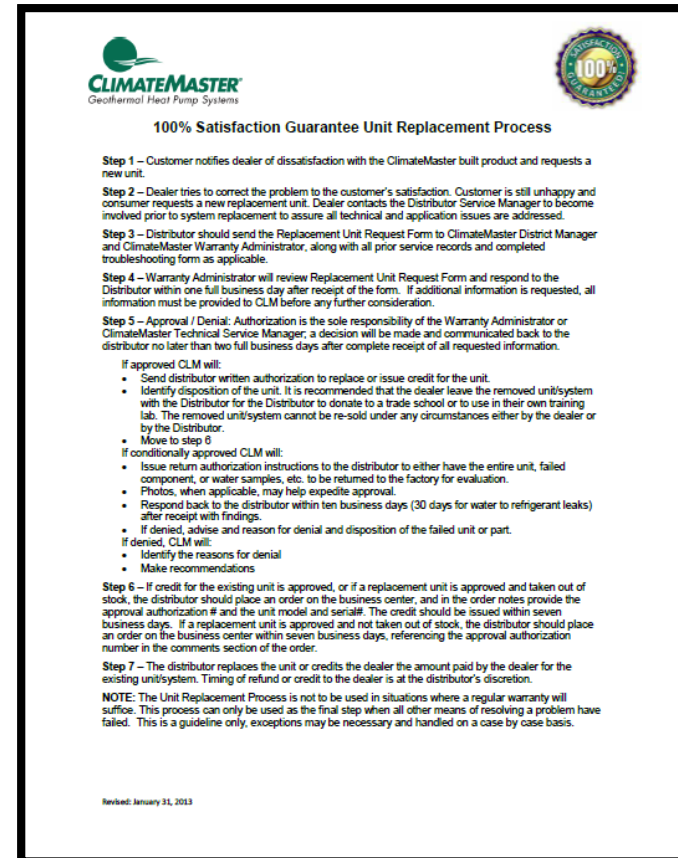 CLIMATEMASTER®
Geothermal Heat Pump Systems
SATISFACTION
100%
GUARANTEED!
100% Satisfaction Guarantee Unit Replacement Process
Step 1 – Customer notifies dealer of dissatisfaction with the ClimateMaster built product and requests a
new unit.
Step 2 – Dealer tries to correct the problem to the customer's satisfaction. Customer is still unhappy and
consumer requests a new replacement unit. Dealer contacts the Distributor Service Manager to become
involved prior to system replacement to assure all technical and application issues are addressed.
Step 3 – Distributor should send the Replacement Unit Request Form to ClimateMaster District Manager
and ClimateMaster Warranty Administrator, along with all prior service records and completed
troubleshooting form as applicable.
Step 4 – Warranty Administrator will review Replacement Unit Request Form and respond to the
Distributor within one full business day after receipt of the form. If additional information is requested, all
information must be provided to CLM before any further consideration.
Step 5 – Approval / Denial: Authorization is the sole responsibility of the Warranty Administrator or
ClimateMaster Technical Service Manager; a decision will be made and communicated back to the
distributor no later than two full business days after complete receipt of all requested information.
If approved CLM will:
• Send distributor written authorization to replace or issue credit for the unit.
• Identify disposition of the unit. It is recommended that the dealer leave the removed unit/system
with the Distributor for the Distributor to donate to a trade school or to use in their own training
lab. The removed unit/system cannot be re-sold under any circumstances either by the dealer or
by the Distributor.
• Move to step 6
If conditionally approved CLM will:
• Issue return authorization instructions to the distributor to either have the entire unit, failed
component, or water samples, etc. to be returned to the factory for evaluation.
• Photos, when applicable, may help expedite approval.
• Respond back to the distributor within ten business days (30 days for water to refrigerant leaks)
after receipt with findings.
• If denied, advise and reason for denial and disposition of the failed unit or part.
If denied, CLM will:
• Identify the reasons for denial
• Make recommendations
Step 6 – If credit for the existing unit is approved, or if a replacement unit is approved and taken out of
stock, the distributor should place an order on the business center, and in the order notes provide the
approval authorization # and the unit model and serial#. The credit should be issued within seven
business days. If a replacement unit is approved and not taken out of stock, the distributor should place
an order on the business center within seven business days, referencing the approval authorization
number in the comments section of the order.
Step 7 – The distributor replaces the unit or credits the dealer the amount paid by the dealer for the
existing unit/system. Timing of refund or credit to the dealer is at the distributor's discretion.
NOTE: The Unit Replacement Process is not to be used in situations where a regular warranty will
suffice. This process can only be used as the final step when all other means of resolving a problem have
failed. This is a guideline only, exceptions may be necessary and handled on a case by case basis.
Revised: January 31, 2013